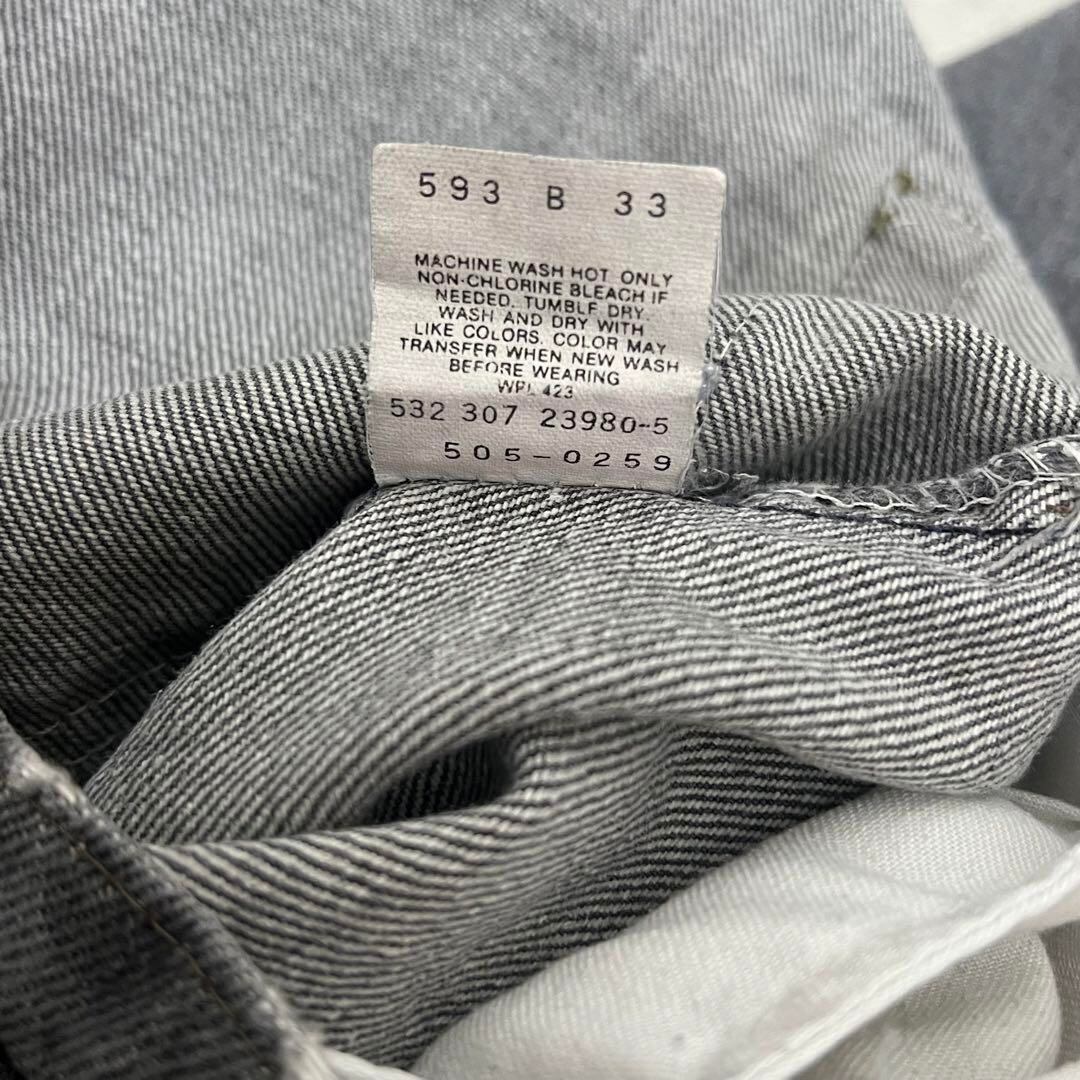 593 B 33
MACHINE WASH HOT ONLY
NON-CHLORINE BLEACH IF
NEEDED. TUMBLE DRY.
WASH AND DRY WITH
LIKE COLORS. COLOR MAY
TRANSFER WHEN NEW WASH
BEFORE WEARING
WPL 423
532 307 23980-5
505-0259